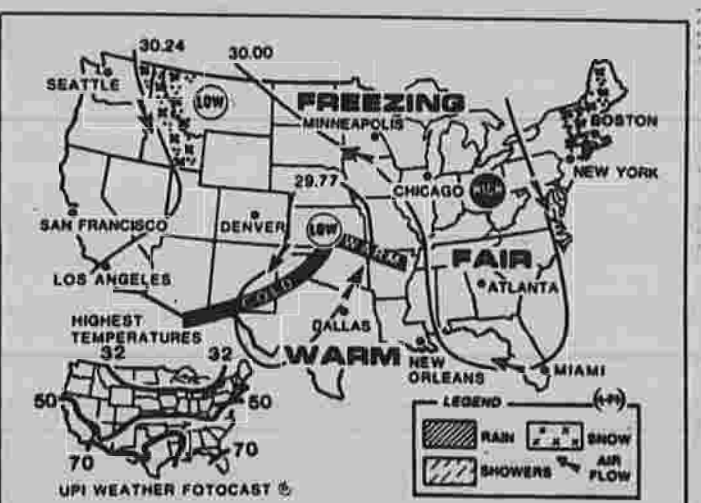 30.24
30.00
SEATTLE
LOW
FREEZING
MINNEAPOLIS
BOSTON
NEW YORK
29.77
CHICAGO
HIGH
SAN FRANCISCO
DENVER
LOW
WARM
FAIR
LOS ANGELES
COLD
ATLANTA
HIGHEST
TEMPERATURES
DALLAS
32
32
WARM
NEW
ORLEANS
MIAMI
50
50
LEGEND
(UPI)
RAIN
SNOW
70
70
SHOWERS
AIR
FLOW
UPI WEATHER FOTOCAST ©